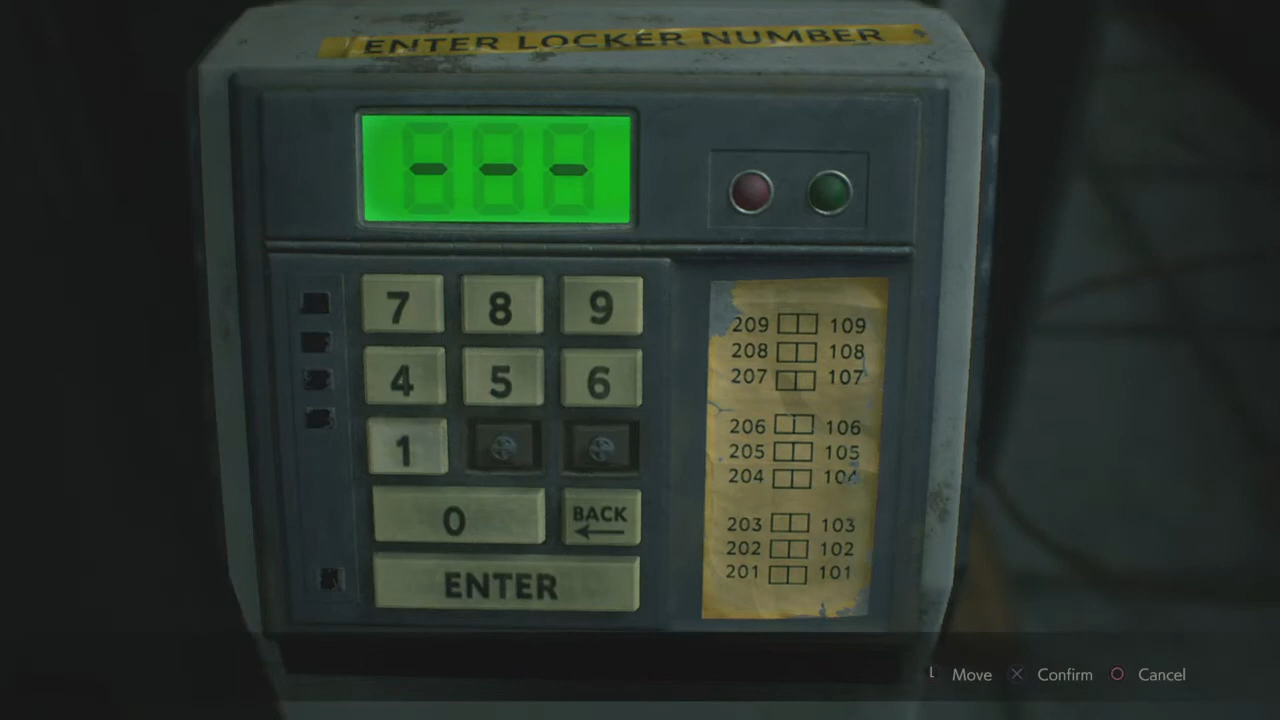 ENTER LOCKER NUMBER
- - -
7 8 9
4 5 6
1
0 BACK
ENTER
209 109
208 108
207 107
206 106
205 105
204 104
203 103
202 102
201 101
L Move Confirm Cancel